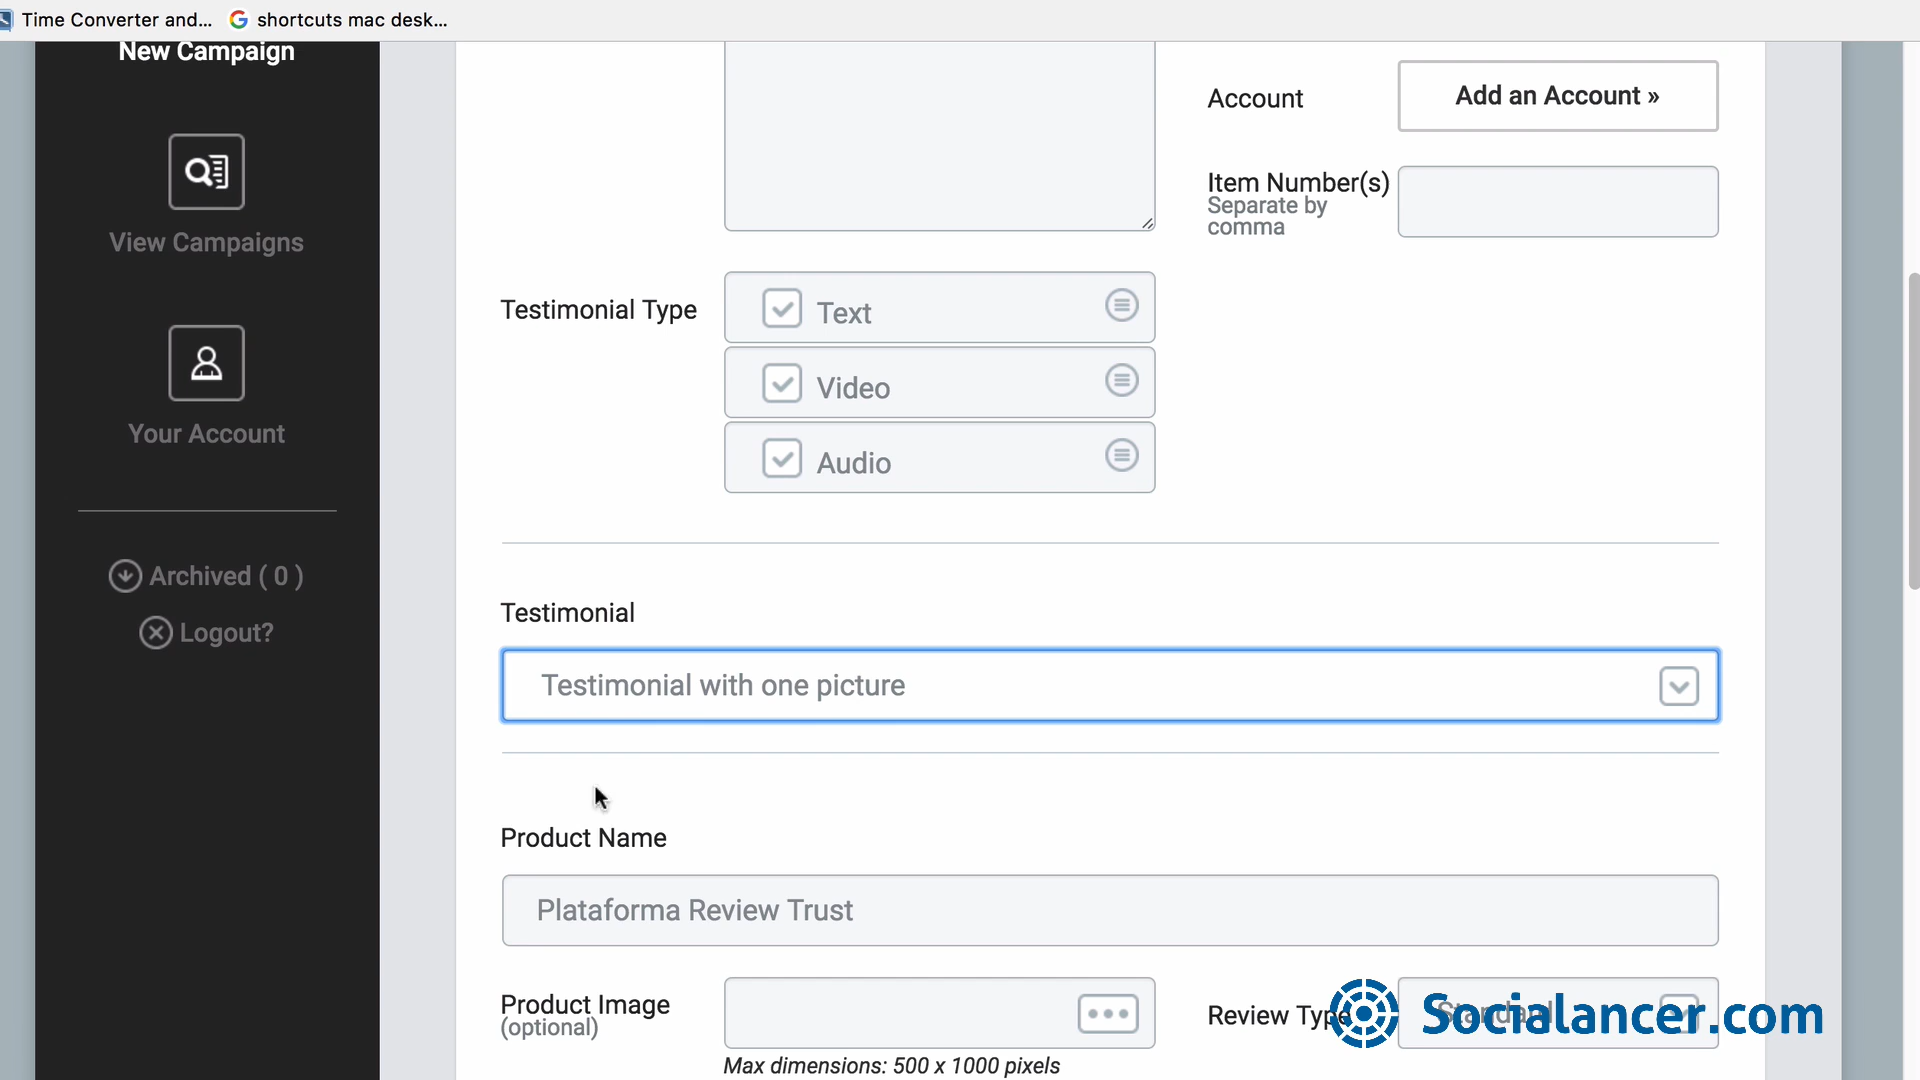 Time Converter and...
shortcuts mac desk...
New Campaign
View Campaigns
Your Account
Archived ( 0 )
Logout?
Account
Add an Account »
Item Number(s)
Separate by
comma
Testimonial Type
Text
Video
Audio
Testimonial
Testimonial with one picture
Product Name
Plataforma Review Trust
Product Image
(optional)
Max dimensions: 500 x 1000 pixels
Review Type
Standard
Socialancer.com